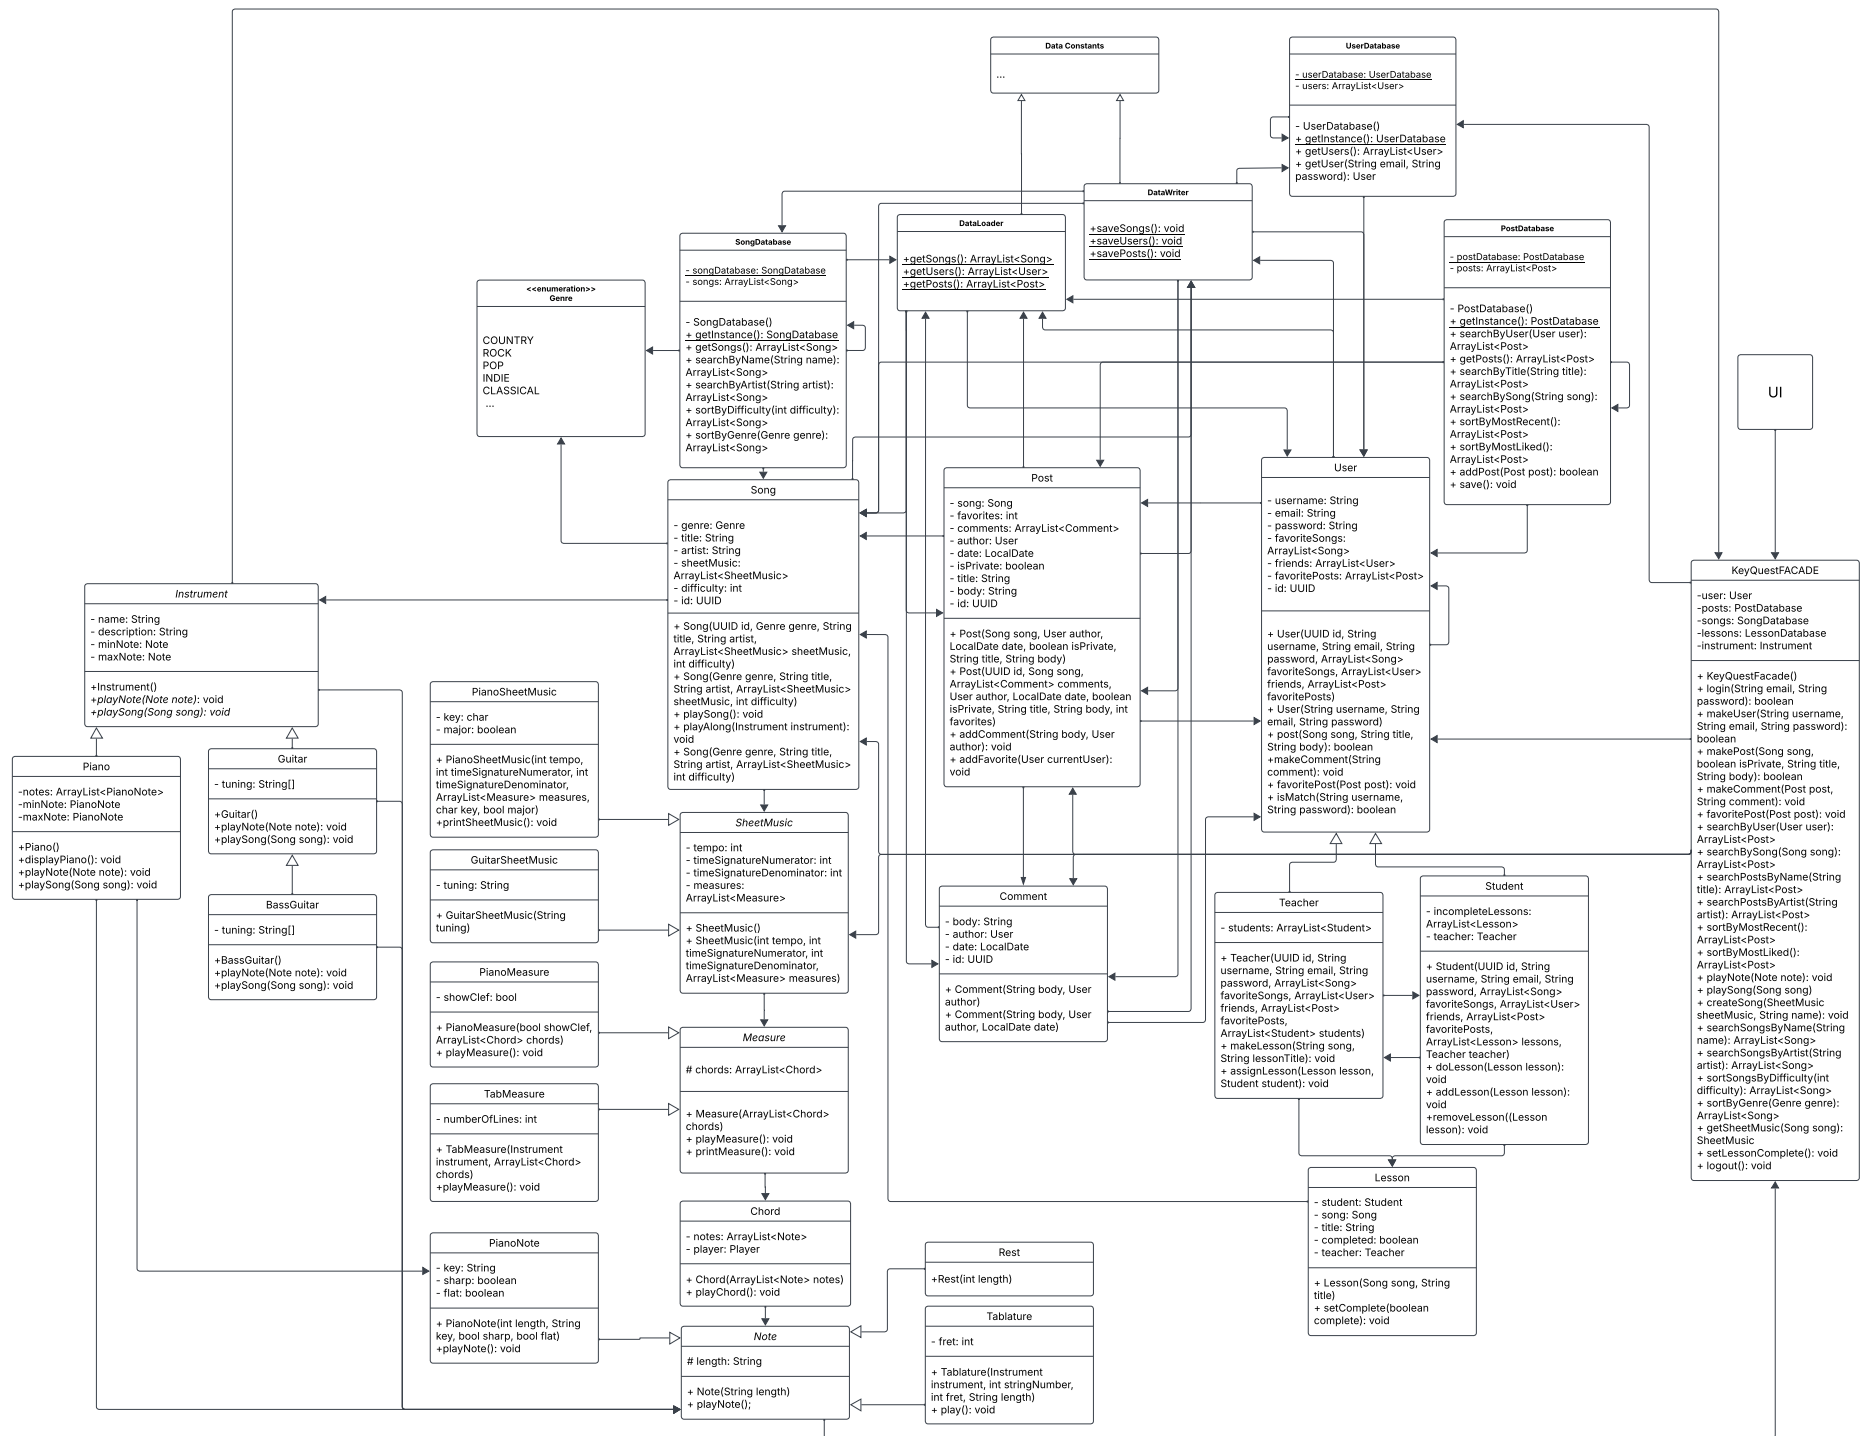 Data Constants
...
UserDatabase
- userDatabase: UserDatabase
- users: ArrayList<User>
- UserDatabase()
+ getInstance(): UserDatabase
+ getUsers(): ArrayList<User>
+ getUser(String email, String
password): User
DataWriter
+saveSongs(): void
+saveUsers(): void
+savePosts(): void
DataLoader
+getSongs(): ArrayList<Song>
+getUsers(): ArrayList<User>
+getPosts(): ArrayList<Post>
PostDatabase
- postDatabase: PostDatabase
- posts: ArrayList<Post>
- PostDatabase()
+ getInstance(): PostDatabase
+ searchByUser(User user):
ArrayList<Post>
+ getPosts(): ArrayList<Post>
+ searchByTitle(String title):
ArrayList<Post>
+ searchBySong(String song):
ArrayList<Post>
+ sortByMostRecent():
ArrayList<Post>
+ sortByMostLiked():
ArrayList<Post>
+ addPost(Post post): boolean
+ save(): void
SongDatabase
- songDatabase: SongDatabase
- songs: ArrayList<Song>
- SongDatabase()
+ getInstance(): SongDatabase
+ getSongs(): ArrayList<Song>
+ searchByName(String name):
ArrayList<Song>
+ searchByArtist(String artist):
ArrayList<Song>
+ sortByDifficulty(int difficulty):
ArrayList<Song>
+ sortByGenre(Genre genre):
ArrayList<Song>
<<enumeration>>
Genre
COUNTRY
ROCK
POP
INDIE
CLASSICAL
...
UI
Song
- genre: Genre
- title: String
- artist: String
- sheetMusic:
ArrayList<SheetMusic>
- difficulty: int
- id: UUID
+ Song(UUID id, Genre genre, String
title, String artist,
ArrayList<SheetMusic> sheetMusic,
int difficulty)
+ Song(Genre genre, String title,
String artist, ArrayList<SheetMusic>
sheetMusic, int difficulty)
+ playSong(): void
+ playAlong(Instrument instrument):
void
+ Song(Genre genre, String title,
String artist, ArrayList<SheetMusic>
int difficulty)
Post
- song: Song
- favorites: int
- comments: ArrayList<Comment>
- author: User
- date: LocalDate
- isPrivate: boolean
- title: String
- body: String
- id: UUID
+ Post(Song song, User author,
LocalDate date, boolean isPrivate,
String title, String body)
+ Post(UUID id, Song song,
ArrayList<Comment> comments,
User author, LocalDate date, boolean
isPrivate, String title, String body, int
favorites)
+ addComment(String body, User
author): void
+ addFavorite(User currentUser):
void
User
- username: String
- email: String
- password: String
- favoriteSongs:
ArrayList<Song>
- friends: ArrayList<User>
- favoritePosts: ArrayList<Post>
- id: UUID
+ User(UUID id, String
username, String email, String
password, ArrayList<Song>
favoriteSongs, ArrayList<User>
friends, ArrayList<Post>
favoritePosts)
+ User(String username, String
email, String password)
+ post(Song song, String title,
String body): boolean
+makeComment(String
comment): void
+ favoritePost(Post post): void
+ isMatch(String username,
String password): boolean
KeyQuestFACADE
-user: User
-posts: PostDatabase
-songs: SongDatabase
-lessons: LessonDatabase
-instrument: Instrument
+ KeyQuestFacade()
+ login(String email, String
password): boolean
+ makeUser(String username,
String email, String password):
boolean
+ makePost(Song song,
boolean isPrivate, String title,
String body): boolean
+ makeComment(Post post,
String comment): void
+ favoritePost(Post post): void
+ searchByUser(User user):
ArrayList<Post>
+ searchBySong(Song song):
ArrayList<Post>
+ searchPostsByName(String
title): ArrayList<Post>
+ searchPostsByArtist(String
artist): ArrayList<Post>
+ sortByMostRecent():
ArrayList<Post>
+ sortByMostLiked():
ArrayList<Post>
+ playNote(Note note): void
+ playSong(Song song)
+ createSong(SheetMusic
sheetMusic, String name): void
+ searchSongsByName(String
name): ArrayList<Song>
+ searchSongsByArtist(String
artist): ArrayList<Song>
+ sortSongsByDifficulty(int
difficulty): ArrayList<Song>
+ sortByGenre(Genre genre):
ArrayList<Song>
+ getSheetMusic(Song song):
SheetMusic
+ setLessonComplete(): void
+ logout(): void
Instrument
- name: String
- description: String
- minNote: Note
- maxNote: Note
+Instrument()
+playNote(Note note): void
+playSong(Song song): void
Piano
-notes: ArrayList<PianoNote>
-minNote: PianoNote
-maxNote: PianoNote
+Piano()
+displayPiano(): void
+playNote(Note note): void
+playSong(Song song): void
Guitar
- tuning: String[]
+Guitar()
+playNote(Note note): void
+playSong(Song song): void
BassGuitar
- tuning: String[]
+BassGuitar()
+playNote(Note note): void
+playSong(Song song): void
PianoSheetMusic
- key: char
- major: boolean
+ PianoSheetMusic(int tempo,
int timeSignatureNumerator, int
timeSignatureDenominator,
ArrayList<Measure> measures,
char key, bool major)
+printSheetMusic(): void
GuitarSheetMusic
- tuning: String
+ GuitarSheetMusic(String
tuning)
PianoMeasure
- showClef: bool
+ PianoMeasure(bool showClef,
ArrayList<Chord> chords)
+ playMeasure(): void
TabMeasure
- numberOfLines: int
+ TabMeasure(Instrument
instrument, ArrayList<Chord>
chords)
+playMeasure(): void
PianoNote
- key: String
- sharp: boolean
- flat: boolean
+ PianoNote(int length, String
key, bool sharp, bool flat)
+playNote(): void
SheetMusic
- tempo: int
- timeSignatureNumerator: int
- timeSignatureDenominator: int
- measures:
ArrayList<Measure>
+ SheetMusic()
+ SheetMusic(int tempo, int
timeSignatureNumerator, int
timeSignatureDenominator,
ArrayList<Measure> measures)
Measure
# chords: ArrayList<Chord>
+ Measure(ArrayList<Chord>
chords)
+ playMeasure(): void
+ printMeasure(): void
Chord
- notes: ArrayList<Note>
- player: Player
+ Chord(ArrayList<Note> notes)
+ playChord(): void
Note
# length: String
+ Note(String length)
+ playNote();
Comment
- body: String
- author: User
- date: LocalDate
- id: UUID
+ Comment(String body, User
author)
+ Comment(String body, User
author, LocalDate date)
Rest
+Rest(int length)
Tablature
- fret: int
+ Tablature(Instrument
instrument, int stringNumber,
int fret, String length)
+ play(): void
Teacher
- students: ArrayList<Student>
+ Teacher(UUID id, String
username, String email, String
password, ArrayList<Song>
favoriteSongs, ArrayList<User>
friends, ArrayList<Post>
favoritePosts,
ArrayList<Student> students)
+ makeLesson(String song,
String lessonTitle): void
+ assignLesson(Lesson lesson,
Student student): void
Student
- incompleteLessons:
ArrayList<Lesson>
- teacher: Teacher
+ Student(UUID id, String
username, String email, String
password, ArrayList<Song>
favoriteSongs, ArrayList<User>
friends, ArrayList<Post>
favoritePosts,
ArrayList<Lesson> lessons,
Teacher teacher)
+ doLesson(Lesson lesson):
void
+ addLesson(Lesson lesson):
void
+removeLesson((Lesson
lesson): void
Lesson
- student: Student
- song: Song
- title: String
- completed: boolean
- teacher: Teacher
+ Lesson(Song song, String
title)
+ setComplete(boolean
complete): void